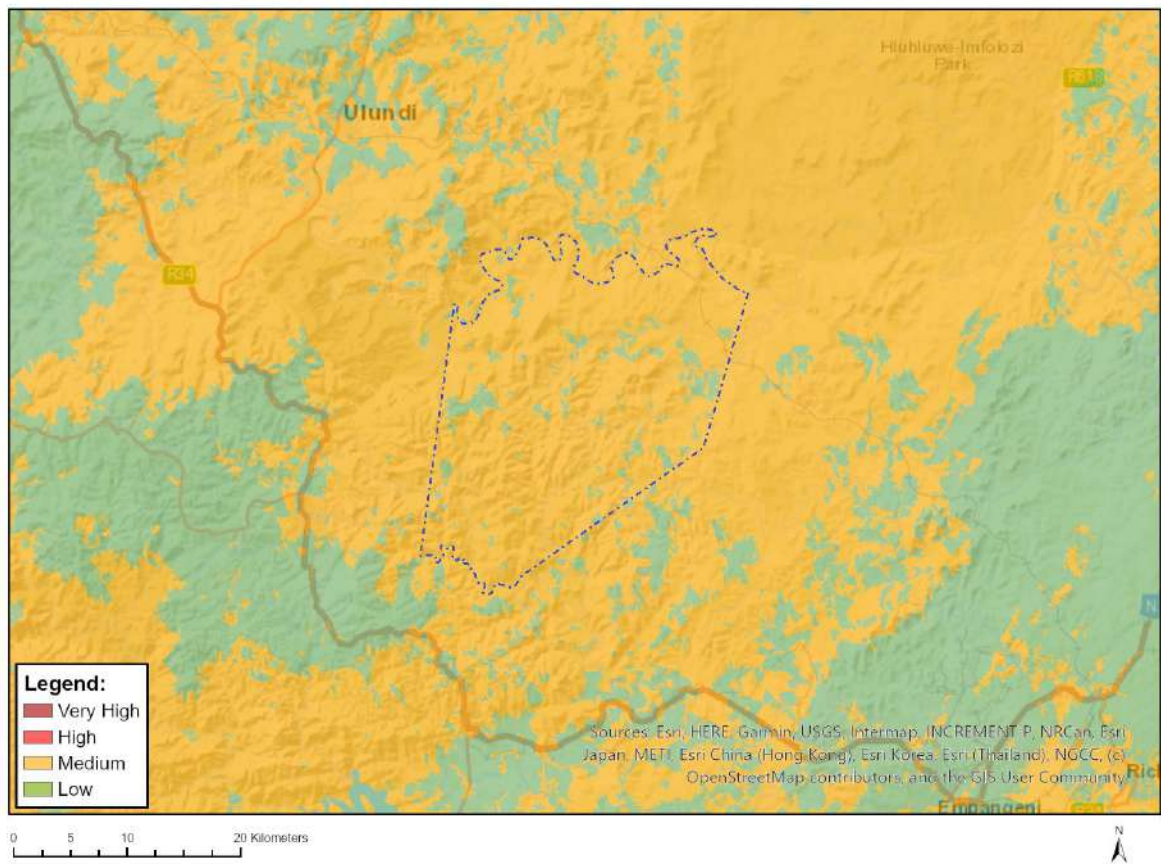 Hluhluwe-Imfolozi
Park
R618
Ulundi
R34
Legend:
Very High
High
Medium
Low
N
Sources: Esri, HERE, Garmin, USGS, Intermap, INCREMENT P, NRCan, Esri
Japan, METI, Esri China (Hong Kong), Esri Korea, Esri (Thailand), NGCC, (c)
OpenStreetMap contributors, and the GIS User Community
Rich
Empangeni
0 5 10 20 Kilometers
N